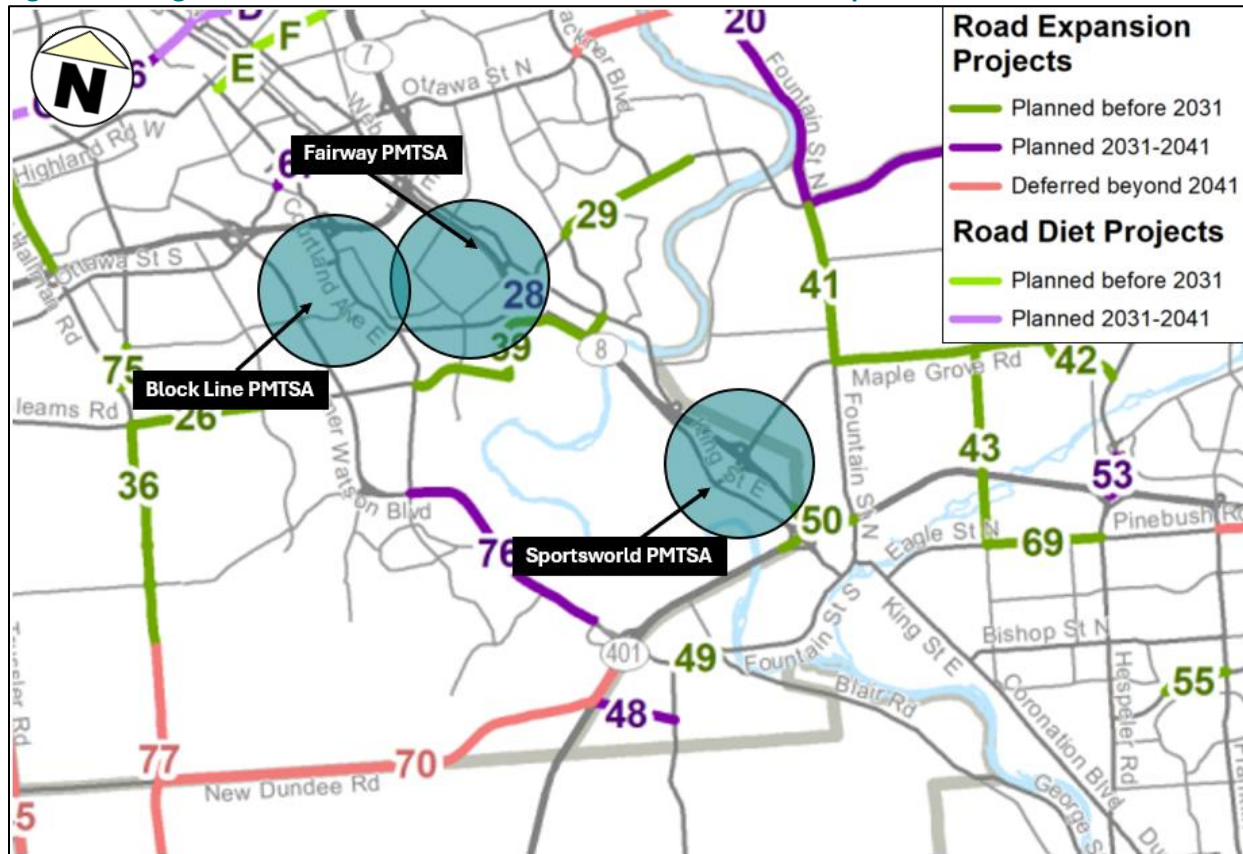 20
Road Expansion
Projects
Planned before 2031
Planned 2031-2041
Deferred beyond 2041
Road Diet Projects
Planned before 2031
Planned 2031-2041
N
D
F
E
7
Ottawa St N
Fountain St N
Highland Rd W
Fairway PMTSA
29
Ottawa St S
Courtland Ave E
28
41
39
8
Block Line PMTSA
75
26
Maple Grove Rd
42
Fountain St N
36
King St E
43
53
50
Pinebush Rd
Eagle St N
69
76
Sportsworld PMTSA
Fountain St S
King St E
Bishop St N
401
49
Blair Rd
Coronation Blvd
Hespeler Rd
55
48
77
70
New Dundee Rd
George S